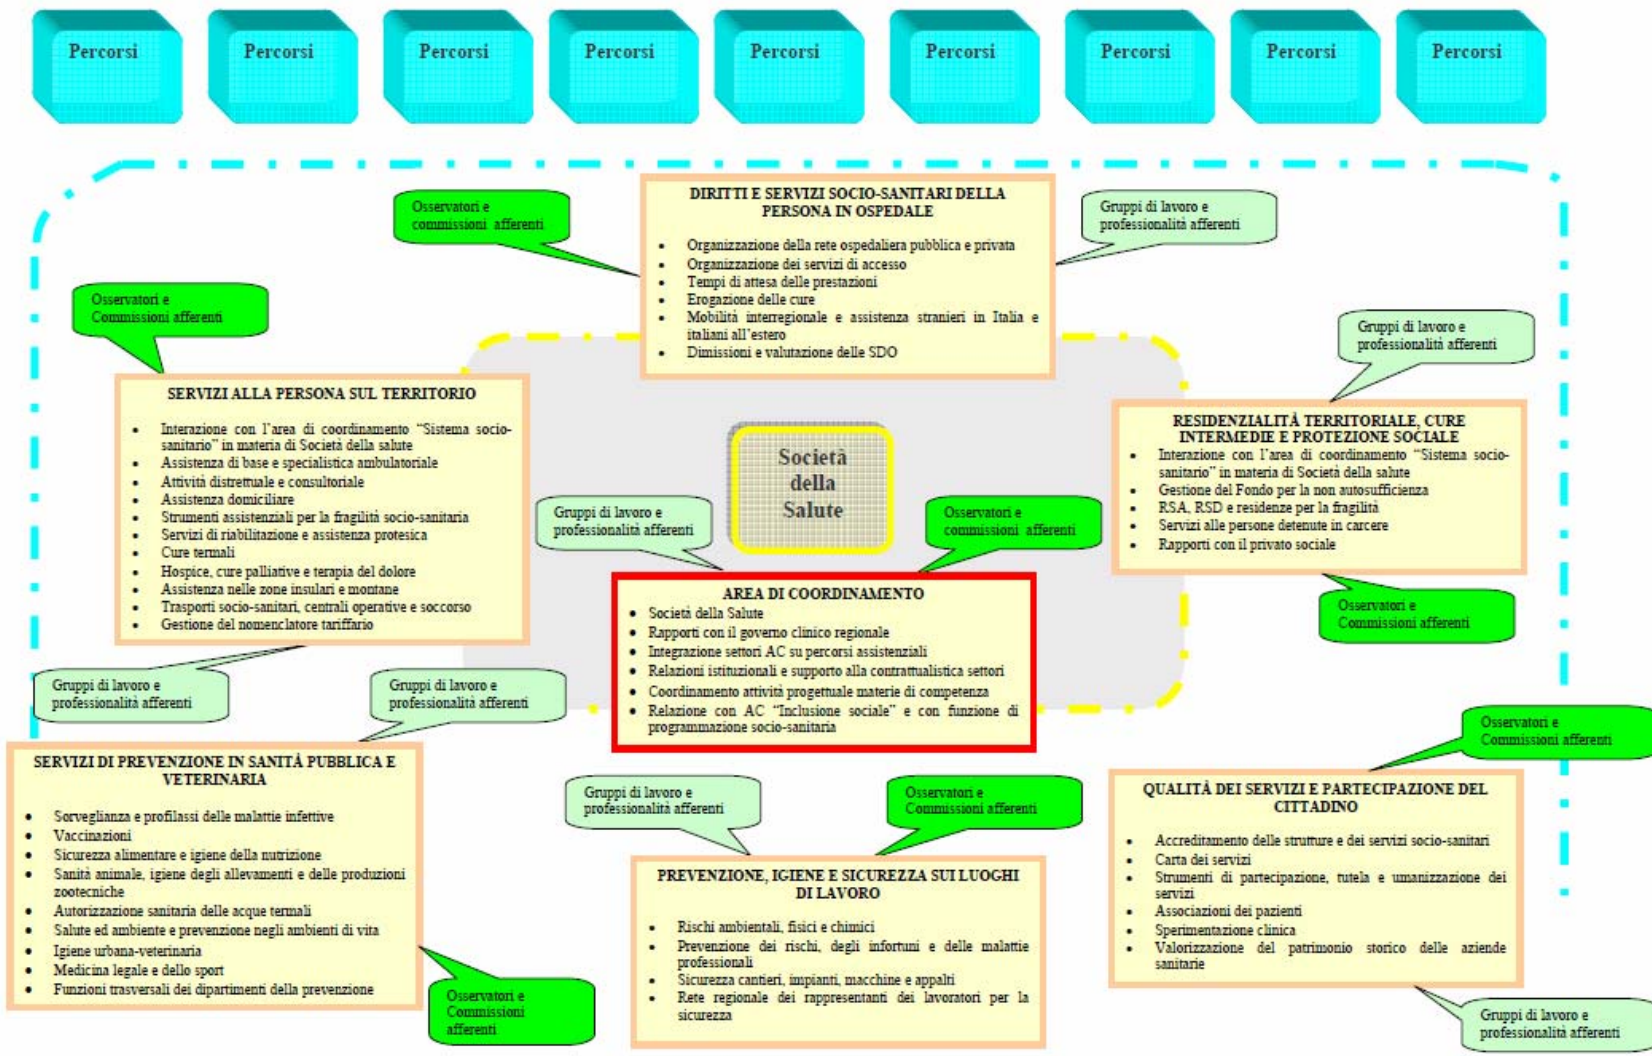 Percorsi
Percorsi
Percorsi
Percorsi
Percorsi
Percorsi
Percorsi
Percorsi
Percorsi
Osservatori e
commissioni afferenti
DIRITTI E SERVIZI SOCIO-SANITARI DELLA
PERSONA IN OSPEDALE
• Organizzazione della rete ospedaliera pubblica e privata
• Organizzazione dei servizi di accesso
• Tempi di attesa delle prestazioni
• Erogazione delle cure
• Mobilità interregionale e assistenza stranieri in Italia e
italiani all'estero
• Dimissioni e valutazione delle SDO
Gruppi di lavoro e
professionalità afferenti
Osservatori e
Commissioni afferenti
SERVIZI ALLA PERSONA SUL TERRITORIO
• Interazione con l'area di coordinamento “Sistema socio-
sanitario” in materia di Società della salute
• Assistenza di base e specialistica ambulatoriale
• Attività distrettuale e consultoriale
• Assistenza domiciliare
• Strumenti assistenziali per la fragilità socio-sanitaria
• Servizi di riabilitazione e assistenza protesica
• Cure termali
• Hospice, cure palliative e terapia del dolore
• Assistenza nelle zone insulari e montane
• Trasporti socio-sanitari, centrali operative e soccorso
• Gestione del nomenclatore tariffario
Gruppi di lavoro e
professionalità afferenti
Società
della
Salute
Gruppi di lavoro e
professionalità afferenti
Osservatori e
commissioni afferenti
AREA DI COORDINAMENTO
• Società della Salute
• Rapporti con il governo clinico regionale
• Integrazione settori AC su percorsi assistenziali
• Relazioni istituzionali e supporto alla contrattualistica settori
• Coordinamento attività progettuale materie di competenza
• Relazione con AC “Inclusione sociale” e con funzione di
programmazione socio-sanitaria
Gruppi di lavoro e
professionalità afferenti
RESIDENZIALITÀ TERRITORIALE, CURE
INTERMEDIE E PROTEZIONE SOCIALE
• Interazione con l'area di coordinamento “Sistema socio-
sanitario” in materia di Società della salute
• Gestione del Fondo per la non autosufficienza
• RSA, RSD e residenze per la fragilità
• Servizi alle persone detenute in carcere
• Rapporti con il privato sociale
Osservatori e
Commissioni afferenti
Gruppi di lavoro e
professionalità afferenti
SERVIZI DI PREVENZIONE IN SANITÀ PUBBLICA E
VETERINARIA
• Sorveglianza e profilassi delle malattie infettive
• Vaccinazioni
• Sicurezza alimentare e igiene della nutrizione
• Sanità animale, igiene degli allevamenti e delle produzioni
zootecniche
• Autorizzazione sanitaria delle acque termali
• Salute ed ambiente e prevenzione negli ambienti di vita
• Igiene urbana-veterinaria
• Medicina legale e dello sport
• Funzioni trasversali dei dipartimenti della prevenzione
Osservatori e
Commissioni
afferenti
Gruppi di lavoro e
professionalità afferenti
Osservatori e
Commissioni afferenti
PREVENZIONE, IGIENE E SICUREZZA SUI LUOGHI
DI LAVORO
• Rischi ambientali, fisici e chimici
• Prevenzione dei rischi, degli infortuni e delle malattie
professionali
• Sicurezza cantieri, impianti, macchine e appalti
• Rete regionale dei rappresentanti dei lavoratori per la
sicurezza
Osservatori e
Commissioni afferenti
QUALITÀ DEI SERVIZI E PARTECIPAZIONE DEL
CITTADINO
• Accreditamento delle strutture e dei servizi socio-sanitari
• Carta dei servizi
• Strumenti di partecipazione, tutela e umanizzazione dei
servizi
• Associazioni dei pazienti
• Sperimentazione clinica
• Valorizzazione del patrimonio storico delle aziende
sanitarie
Gruppi di lavoro e
professionalità afferenti